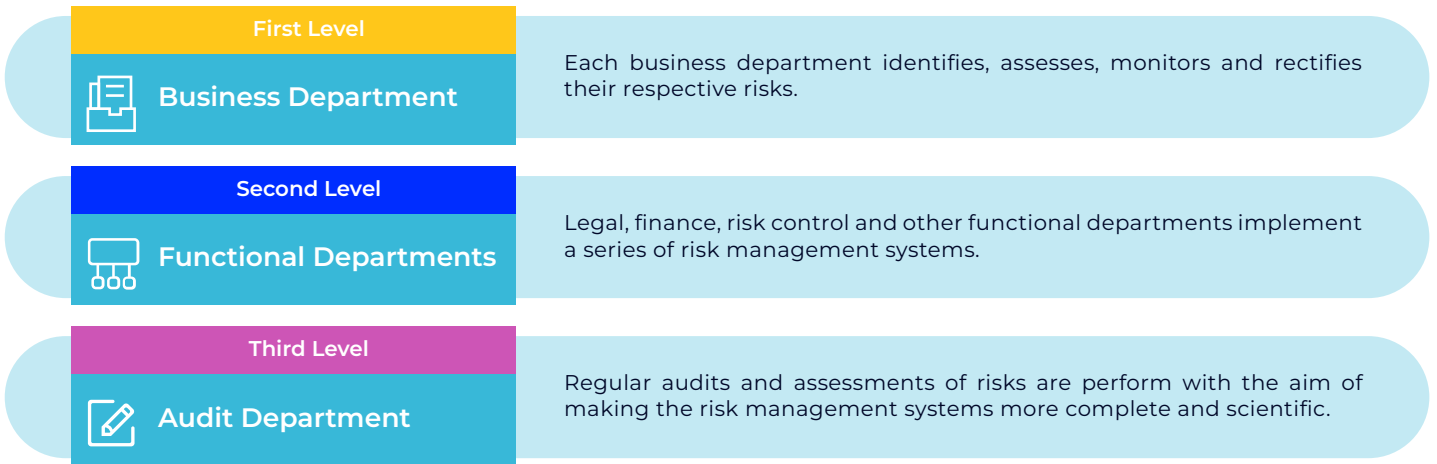 First Level
Business Department
Each business department identifies, assesses, monitors and rectifies
their respective risks.
Second Level
Functional Departments
Legal, finance, risk control and other functional departments implement
a series of risk management systems.
Third Level
Audit Department
Regular audits and assessments of risks are perform with the aim of
making the risk management systems more complete and scientific.